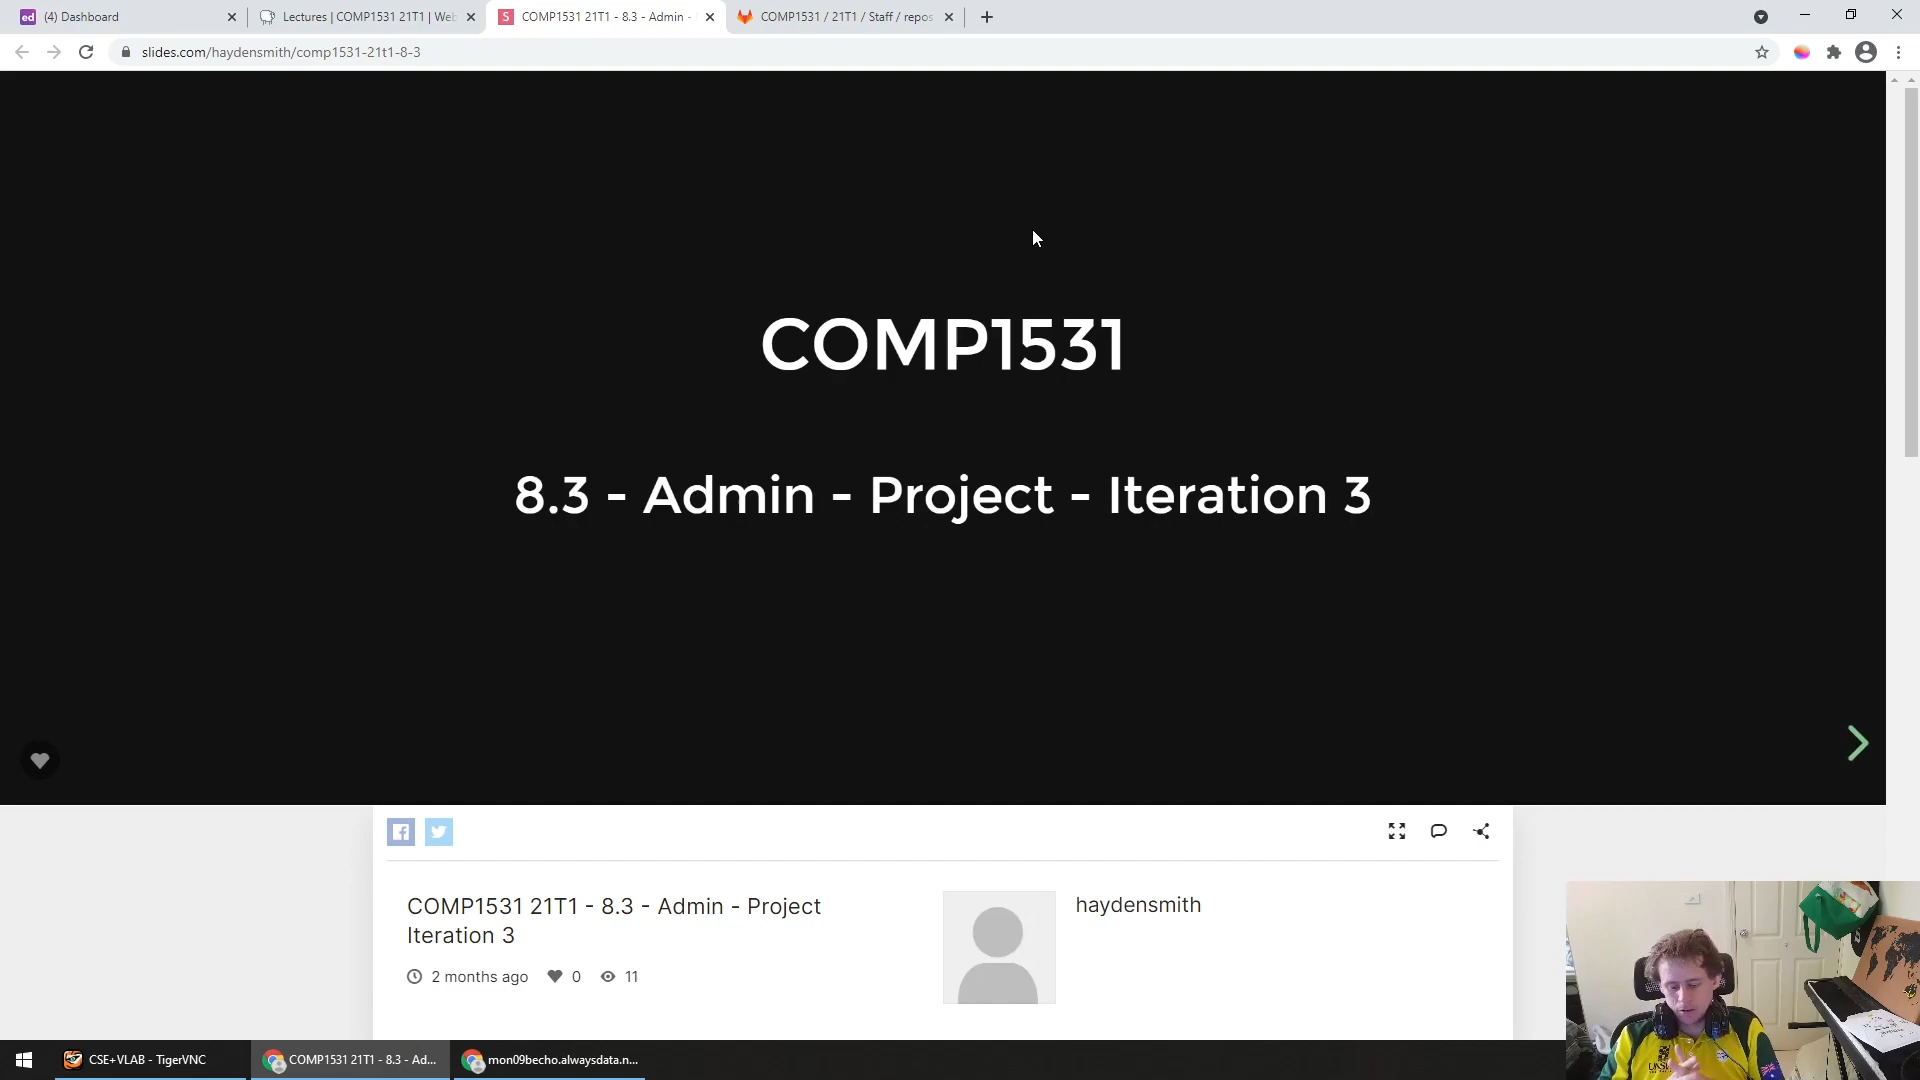 ed (4) Dashboard
Lectures | COMP1531 21T1 | Web
S COMP1531 21T1 - 8.3 - Admin -
COMP1531 / 21T1 / Staff / repos
slides.com/haydensmith/comp1531-21t1-8-3
COMP1531
8.3 - Admin - Project - Iteration 3
COMP1531 21T1 - 8.3 - Admin - Project
Iteration 3
2 months ago 0 11
haydensmith
CSE+VLAB - TigerVNC
COMP1531 21T1 - 8.3 - Ad...
mon09becho.alwaysdata.n...